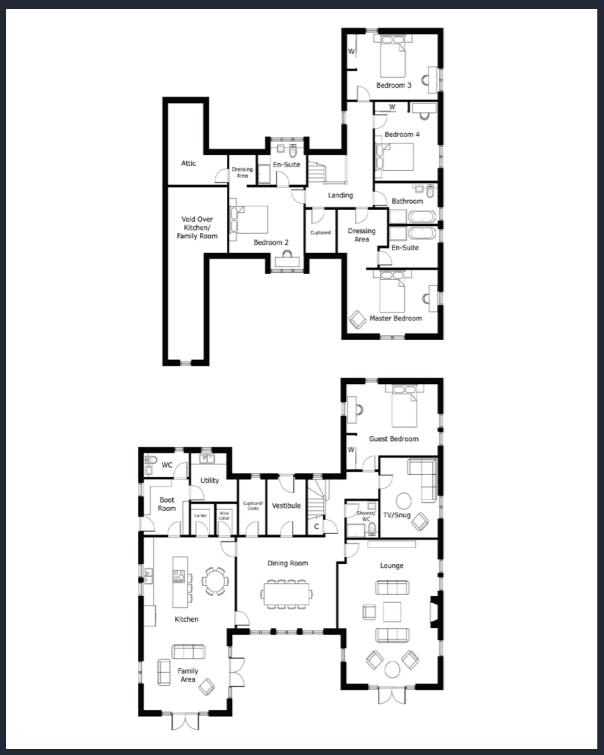 W
Bedroom 3
W
Bedroom 4
Attic
Dressing
Area
En-Suite
Landing
Bathroom
Void Over
Kitchen/
Family Room
Bedroom 2
Cupboard
Dressing
Area
En-Suite
Master Bedroom
Guest Bedroom
W
WC
Utility
Boot
Room
Larder
Wine
Cellar
Cupboard/
Coats
Vestibule
C
Shower/
WC
TV/Snug
Dining Room
Lounge
Kitchen
Family
Area